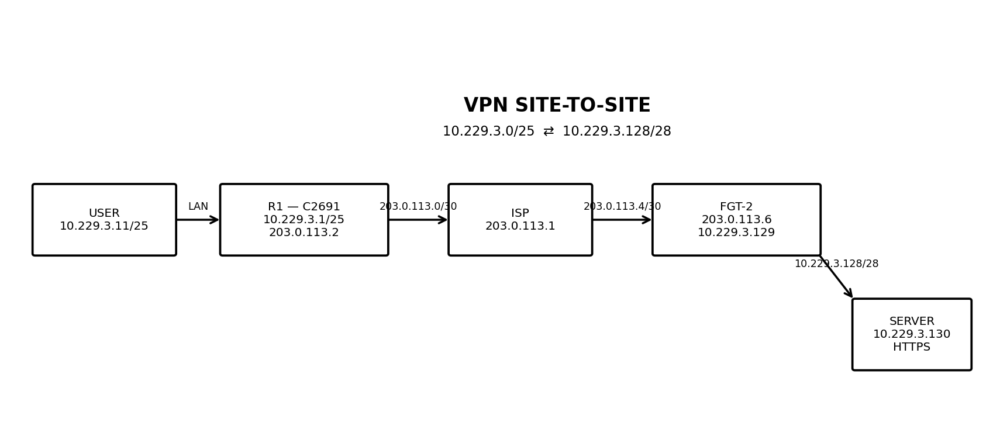 VPN SITE-TO-SITE
10.229.3.0/25 ⇄ 10.229.3.128/28
USER
10.229.3.11/25
LAN
R1 — C2691
10.229.3.1/25
203.0.113.2
203.0.113.0/30
ISP
203.0.113.1
203.0.113.4/30
FGT-2
203.0.113.6
10.229.3.129
10.229.3.128/28
SERVER
10.229.3.130
HTTPS